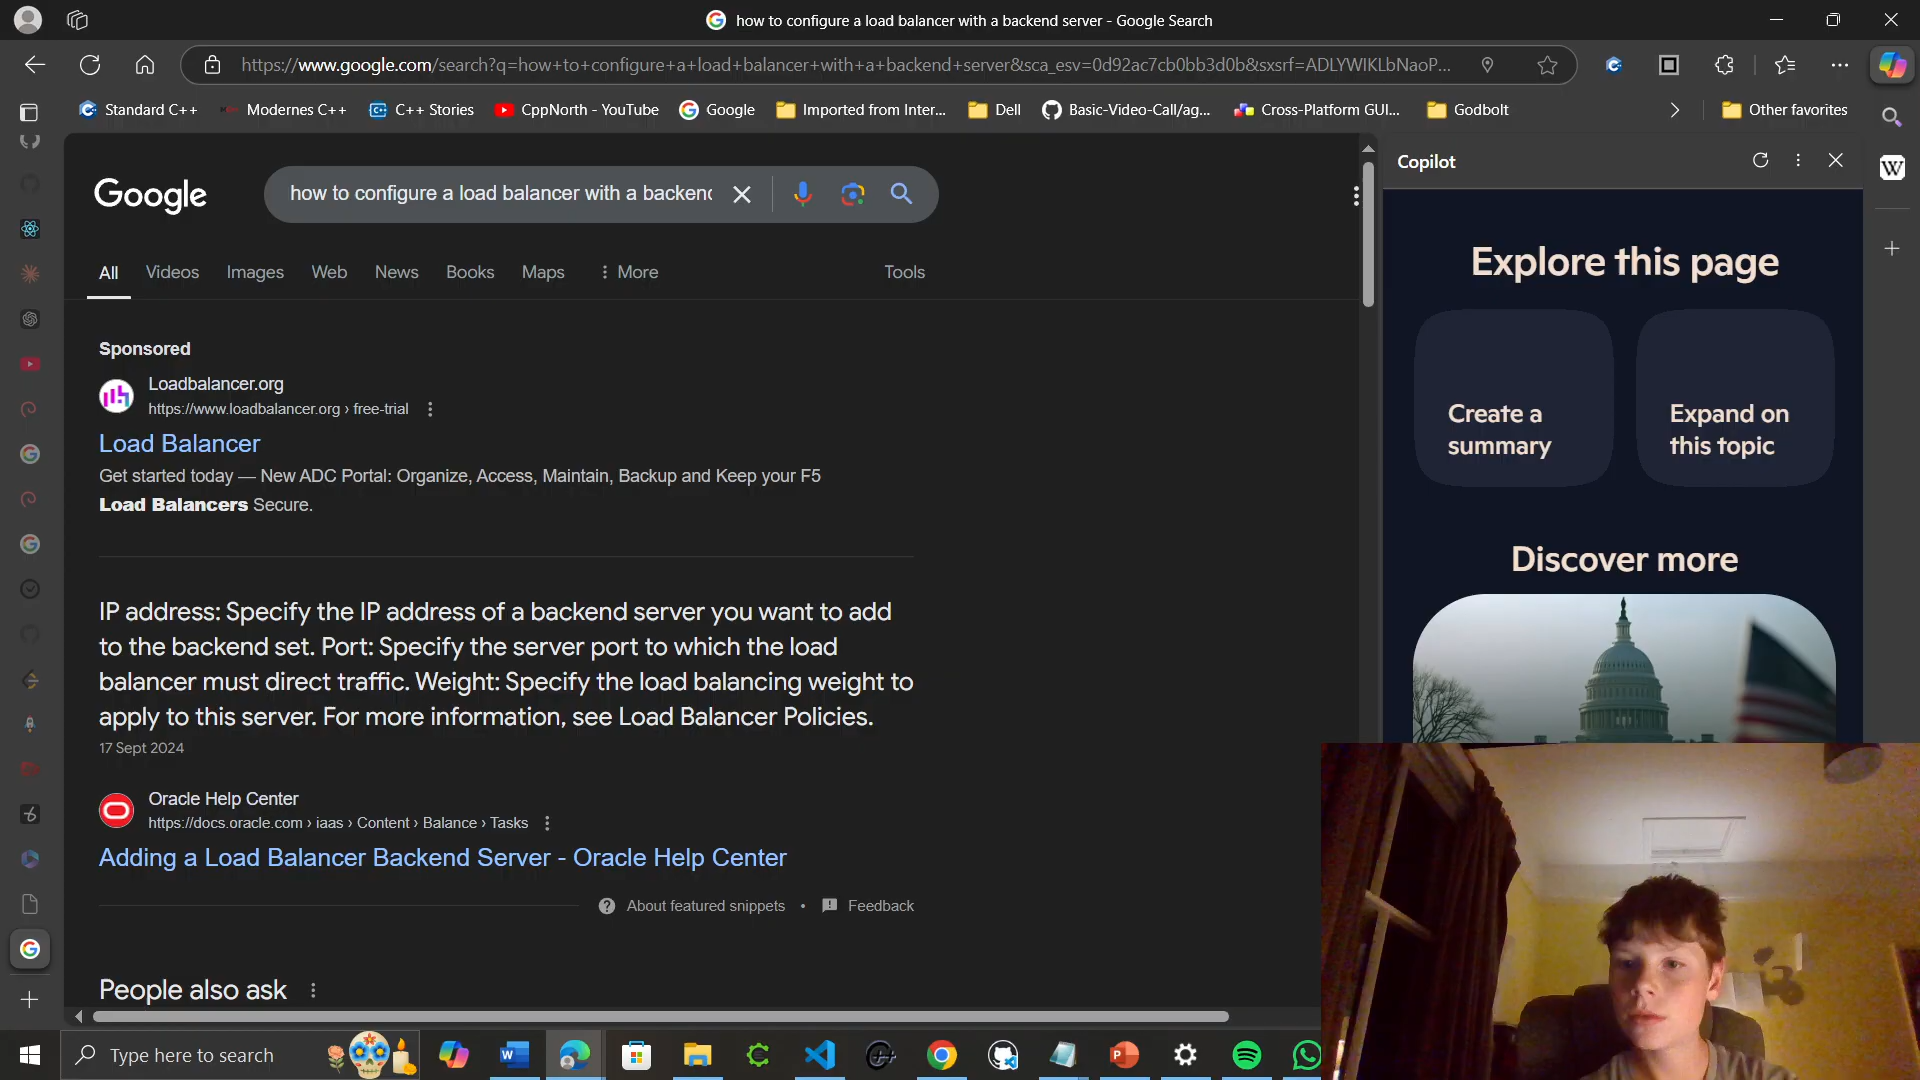 how to configure a load balancer with a backend server - Google Search
https://www.google.com/search?q=how+to+configure+a+load+balancer+with+a+backend+server&sca_esv=0d92ac7cb0bb3d0b&sxsrf=ADLYWIKLbNaoP...
Standard C++ Modernes C++ C++ Stories CppNorth - YouTube Google Imported from Inter... Dell Basic-Video-Call/ag... Cross-Platform GUI... Godbolt Other favorites
Copilot
Google
how to configure a load balancer with a backend
All Videos Images Web News Books Maps More Tools
Explore this page
Create a
summary
Expand on
this topic
Discover more
Sponsored
Loadbalancer.org
https://www.loadbalancer.org › free-trial
Load Balancer
Get started today — New ADC Portal: Organize, Access, Maintain, Backup and Keep your F5
Load Balancers Secure.
IP address: Specify the IP address of a backend server you want to add
to the backend set. Port: Specify the server port to which the load
balancer must direct traffic. Weight: Specify the load balancing weight to
apply to this server. For more information, see Load Balancer Policies.
17 Sept 2024
Oracle Help Center
https://docs.oracle.com › iaas › Content › Balance › Tasks
Adding a Load Balancer Backend Server - Oracle Help Center
About featured snippets • Feedback
People also ask
Type here to search